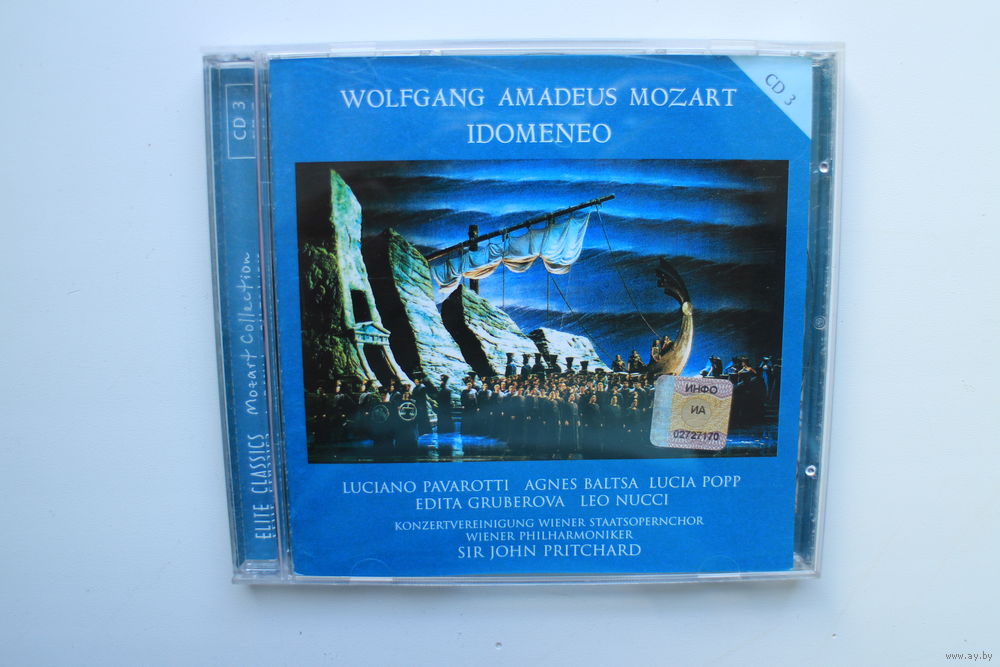 WOLFGANG AMADEUS MOZART
IDOMENEO
CD 3
CD 3
ELITE CLASSICS Mozart Collection
ИНФО
ИА
02727170
LUCIANO PAVAROTTI AGNES BALTSA LUCIA POPP
EDITA GRUBEROVA LEO NUCCI
KONZERTVEREINIGUNG WIENER STAATSOPERNCHOR
WIENER PHILHARMONIKER
SIR JOHN PRITCHARD
www.ay.by